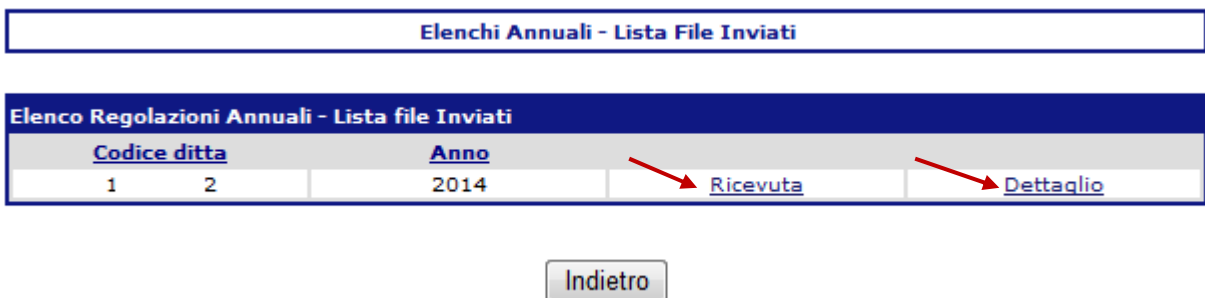 Elenchi Annuali - Lista File Inviati
Elenco Regolazioni Annuali - Lista file Inviati
Codice ditta Anno
1 2 2014 Ricevuta Dettaglio
Indietro